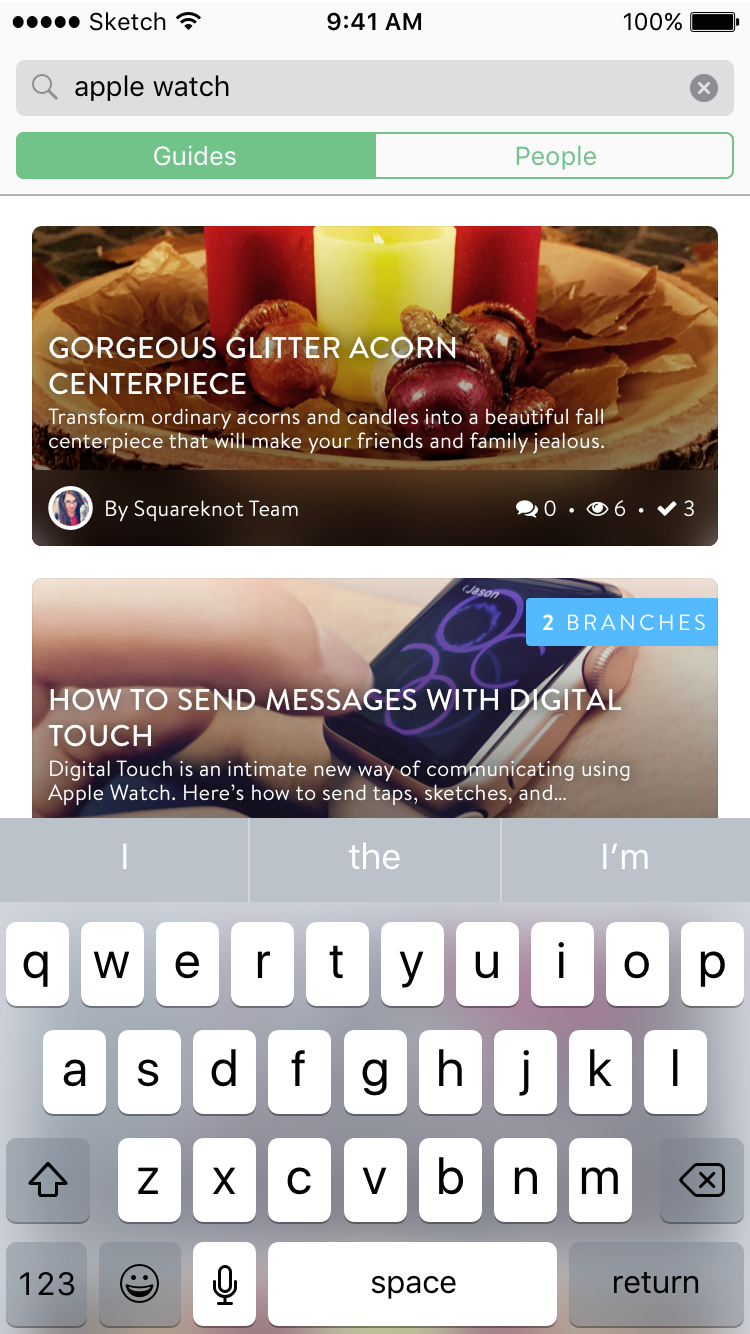 Sketch 9:41 AM 100%
apple watch
Guides People
GORGEOUS GLITTER ACORN
CENTERPIECE
Transform ordinary acorns and candles into a beautiful fall
centerpiece that will make your friends and family jealous.
By Squareknot Team 0 • 6 • 3
‹Jason
2 BRANCHES
HOW TO SEND MESSAGES WITH DIGITAL
TOUCH
Digital Touch is an intimate new way of communicating using
Apple Watch. Here’s how to send taps, sketches, and…
I the I’m
q w e r t y u i o p
a s d f g h j k l
z x c v b n m
123 space return